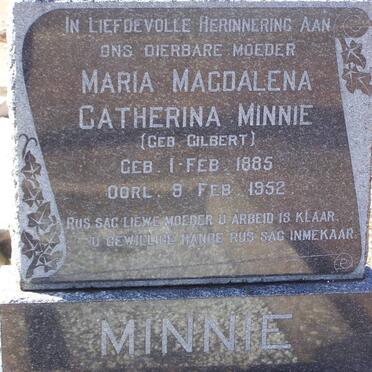 IN LIEFDEVOLLE HERINNERING AAN
ONS DIERBARE MOEDER
MARIA MAGDALENA
CATHERINA MINNIE
(GEB GILBERT)
GEB. 1 FEB. 1885
OORL. 9 FEB. 1952
RUS SAG LIEWE MOEDER U ARBEID IS KLAAR.
U GEWILLIGE HANDE RUS SAG INMEKAAR.
MINNIE